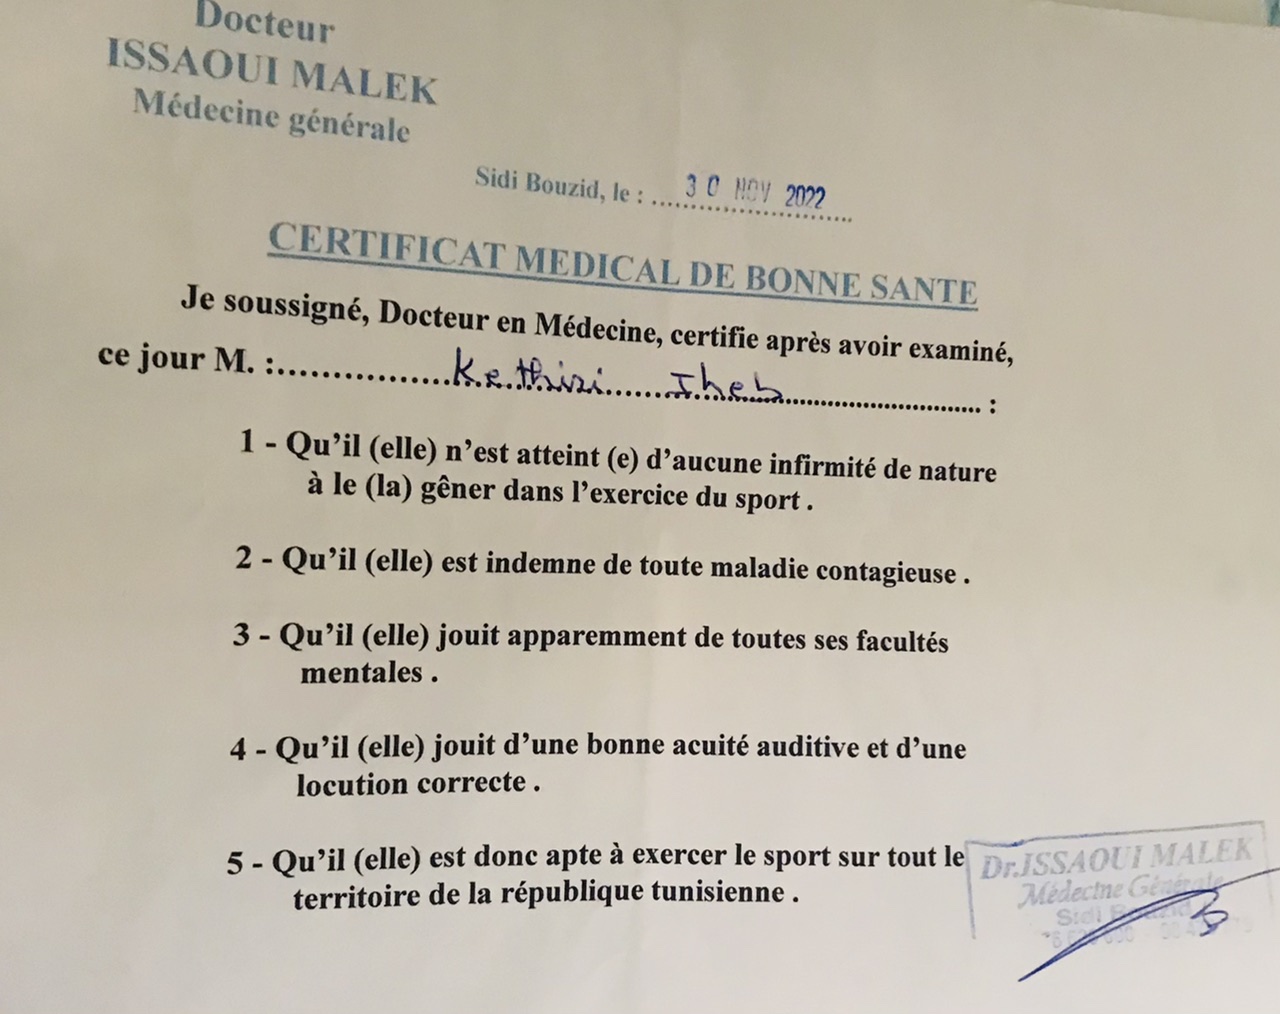 Docteur
ISSAOUI MALEK
Médecine générale
Sidi Bouzid, le : 30 NOV 2022
CERTIFICAT MEDICAL DE BONNE SANTE
Je soussigné, Docteur en Médecine, certifie après avoir examiné,
ce jour M. : Kethiri Iheb :
1 - Qu'il (elle) n'est atteint (e) d'aucune infirmité de nature
à le (la) gêner dans l'exercice du sport .
2 - Qu'il (elle) est indemne de toute maladie contagieuse .
3 - Qu'il (elle) jouit apparemment de toutes ses facultés
mentales .
4 - Qu'il (elle) jouit d'une bonne acuité auditive et d'une
locution correcte .
5 - Qu'il (elle) est donc apte à exercer le sport sur tout le
territoire de la république tunisienne .
Dr.ISSAOUI MALEK
Médecine Générale
Sidi Bouzid